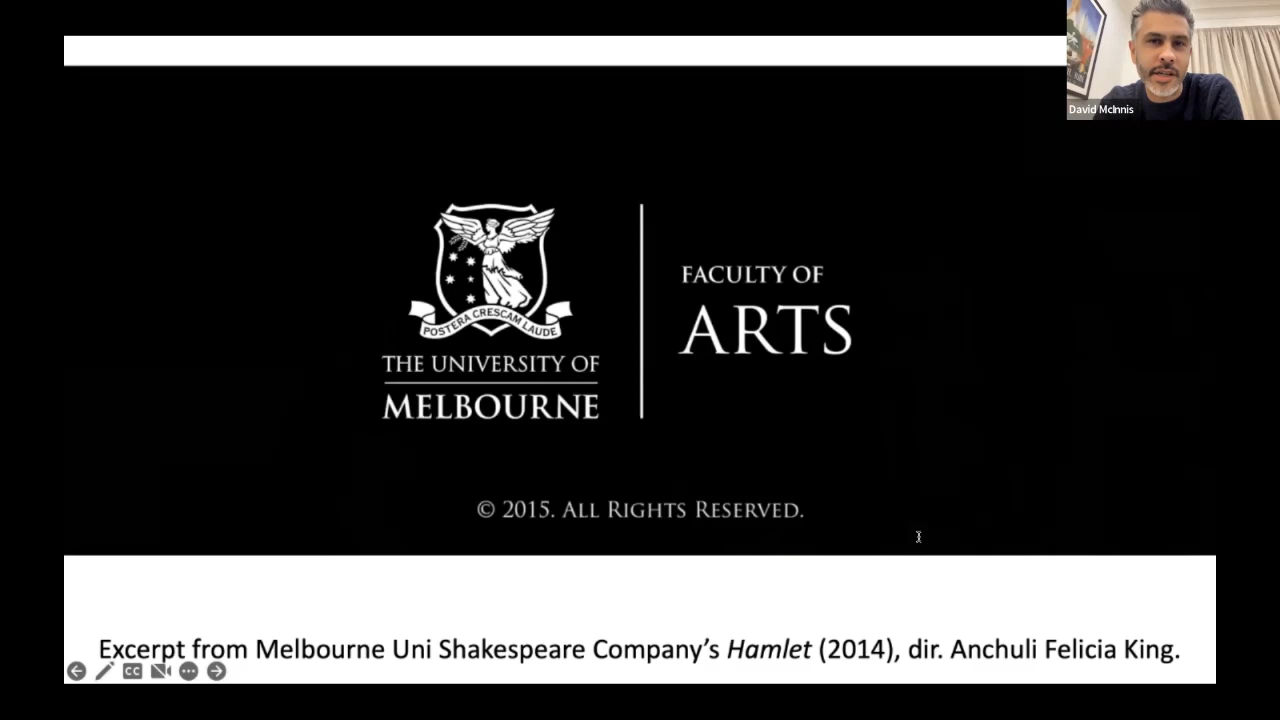 David McInnis
POSTERA CRESCAM LAUDE
THE UNIVERSITY OF
MELBOURNE
FACULTY OF
ARTS
© 2015. ALL RIGHTS RESERVED.
Excerpt from Melbourne Uni Shakespeare Company’s Hamlet (2014), dir. Anchuli Felicia King.
CC